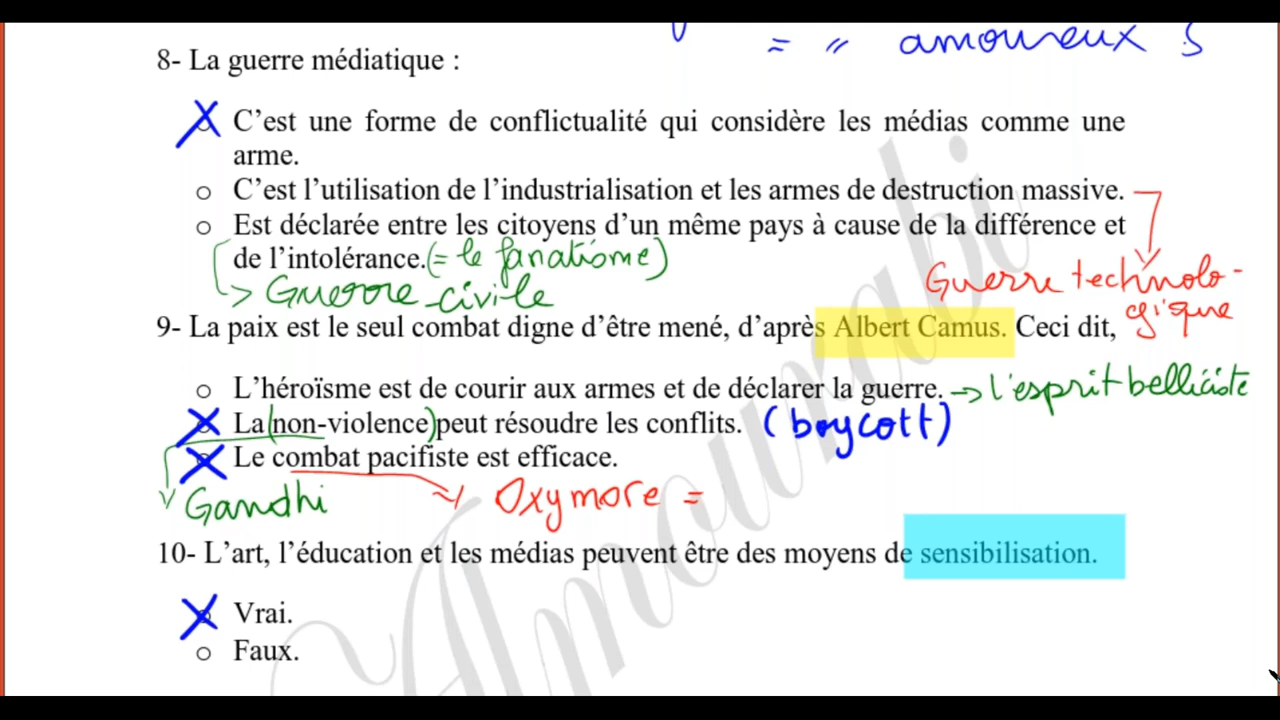 = " amoureux
8- La guerre médiatique :
C'est une forme de conflictualité qui considère les médias comme une
arme.
o C'est l'utilisation de l'industrialisation et les armes de destruction massive.
o Est déclarée entre les citoyens d'un même pays à cause de la différence et
de l'intolérance. (= le fanatisme)
Guerre technolo-
gique
-> Guerre civile
9- La paix est le seul combat digne d'être mené, d'après Albert Camus. Ceci dit,
o L'héroïsme est de courir aux armes et de déclarer la guerre. -> l'esprit belliciste
La (non-violence) peut résoudre les conflits. (boycott)
Le combat pacifiste est efficace.
Gandhi
Oxymore =
10- L'art, l'éducation et les médias peuvent être des moyens de sensibilisation.
Vrai.
o Faux.
Amourabi